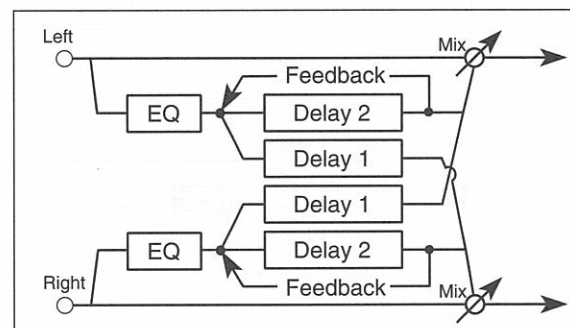 Left
Mix
Feedback
EQ
Delay 2
Delay 1
Delay 1
EQ
Delay 2
Feedback
Right
Mix